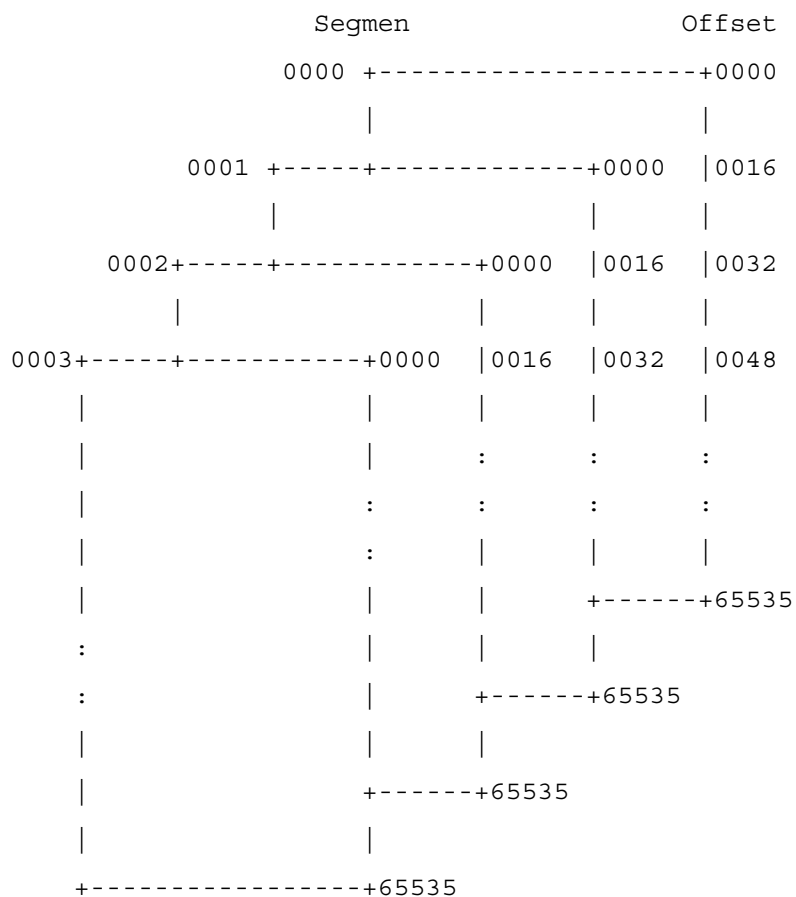 Segmen Offset
0000 +---------------------+0000
| |
0001 +-----+-------------+0000 |0016
| | |
0002+-----+------------+0000 |0016 |0032
| | | |
0003+-----+-----------+0000 |0016 |0032 |0048
| | | | |
| | : : :
| : : : :
| : | | |
| | | +------+65535
: | | |
: | +------+65535
| | |
| +------+65535
| |
+-----------------+65535